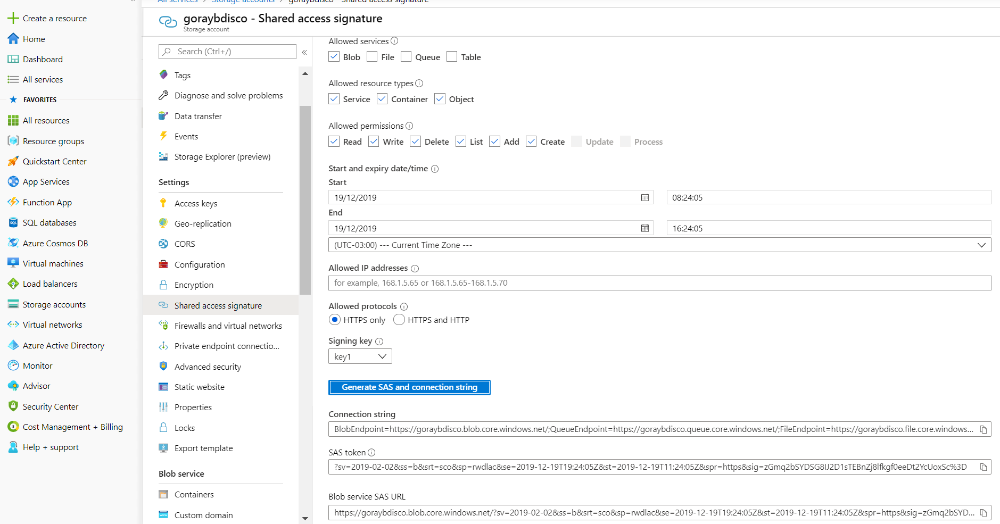 All services > Storage accounts > goraybdisco - Shared access signature
goraybdisco - Shared access signature
Storage account
Create a resource
Home
Dashboard
All services
FAVORITES
All resources
Resource groups
Quickstart Center
App Services
Function App
SQL databases
Azure Cosmos DB
Virtual machines
Load balancers
Storage accounts
Virtual networks
Azure Active Directory
Monitor
Advisor
Security Center
Cost Management + Billing
Help + support
Search (Ctrl+/)
Tags
Diagnose and solve problems
Data transfer
Events
Storage Explorer (preview)
Settings
Access keys
Geo-replication
CORS
Configuration
Encryption
Shared access signature
Firewalls and virtual networks
Private endpoint connectio...
Advanced security
Static website
Properties
Locks
Export template
Blob service
Containers
Custom domain
Allowed services
Blob File Queue Table
Allowed resource types
Service Container Object
Allowed permissions
Read Write Delete List Add Create Update Process
Start and expiry date/time
Start
19/12/2019 08:24:05
End
19/12/2019 16:24:05
(UTC-03:00) --- Current Time Zone ---
Allowed IP addresses
for example, 168.1.5.65 or 168.1.5.65-168.1.5.70
Allowed protocols
HTTPS only HTTPS and HTTP
Signing key
key1
Generate SAS and connection string
Connection string
BlobEndpoint=https://goraybdisco.blob.core.windows.net/;QueueEndpoint=https://goraybdisco.queue.core.windows.net/;FileEndpoint=https://goraybdisco.file.core.windows...
SAS token
?sv=2019-02-02&ss=b&srt=sco&sp=rwdlac&se=2019-12-19T19:24:05Z&st=2019-12-19T11:24:05Z&spr=https&sig=zGmq2bSYDSG8IJ2D1sTEBnZj8lfkgf0eeDt2YcUoxSc%3D
Blob service SAS URL
https://goraybdisco.blob.core.windows.net/?sv=2019-02-02&ss=b&srt=sco&sp=rwdlac&se=2019-12-19T19:24:05Z&st=2019-12-19T11:24:05Z&spr=https&sig=zGmq2bSYD...